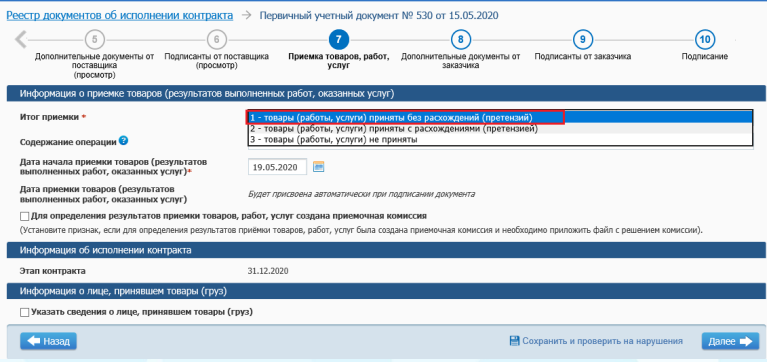 Реестр документов об исполнении контракта → Первичный учетный документ № 530 от 15.05.2020
5 6 7 8 9 10
Дополнительные документы от поставщика (просмотр)
Подписанты от поставщика (просмотр)
Приемка товаров, работ, услуг
Дополнительные документы от заказчика
Подписанты от заказчика
Подписание
Информация о приемке товаров (результатов выполненных работ, оказанных услуг)
Итог приемки *
1 - товары (работы, услуги) приняты без расхождений (претензий)
2 - товары (работы, услуги) приняты с расхождениями (претензией)
3 - товары (работы, услуги) не приняты
Содержание операции ?
Дата начала приемки товаров (результатов
выполненных работ, оказанных услуг)* 19.05.2020
Дата приемки товаров (результатов
выполненных работ, оказанных услуг) Будет присвоена автоматически при подписании документа
Для определения результатов приемки товаров, работ, услуг создана приемочная комиссия
(Установите признак, если для определения результатов приёмки товаров, работ, услуг была создана приемочная комиссия и необходимо приложить файл с решением комиссии).
Информация об исполнении контракта
Этап контракта 31.12.2020
Информация о лице, принявшем товары (груз)
Указать сведения о лице, принявшем товары (груз)
Назад Сохранить и проверить на нарушения Далее